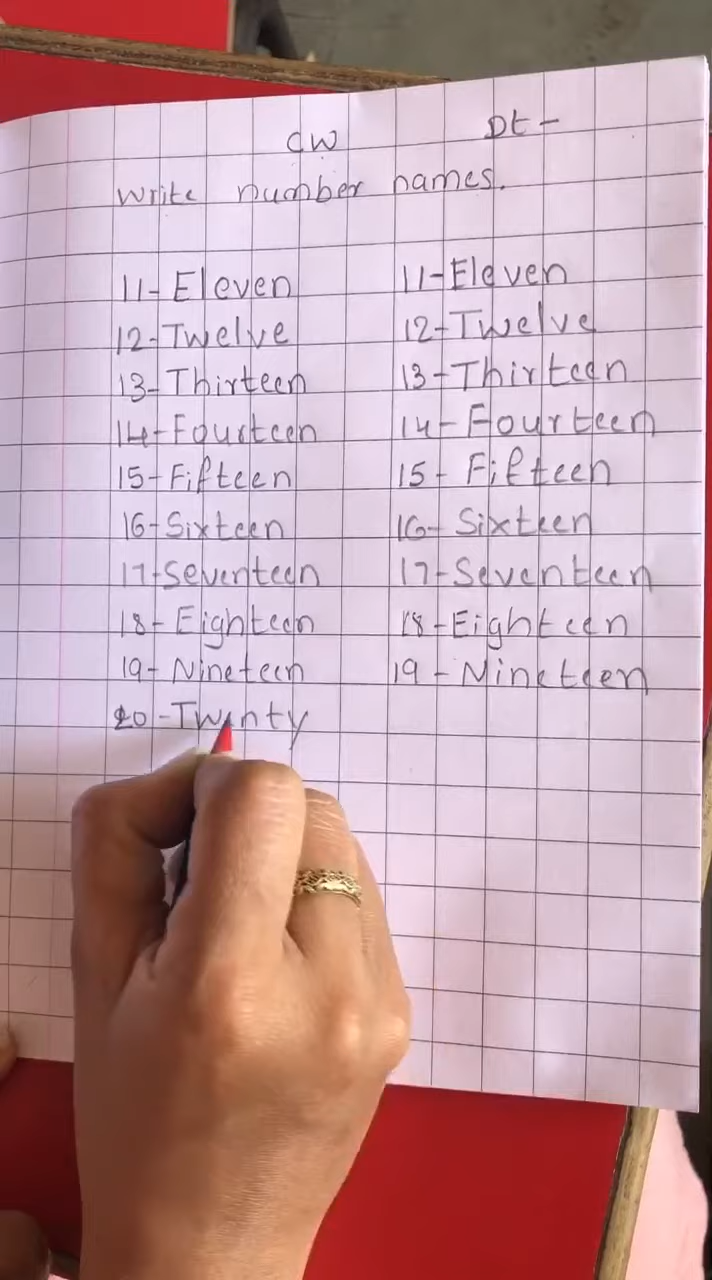 CW Dt -
Write number names.
11- Eleven 11- Eleven
12- Twelve 12- Twelve
13- Thirteen 13- Thirteen
14- Fourteen 14- Fourteen
15- Fifteen 15- Fifteen
16- Sixteen 16- Sixteen
17- Seventeen 17- Seventeen
18- Eighteen 18- Eighteen
19- Nineteen 19- Nineteen
20- Twenty